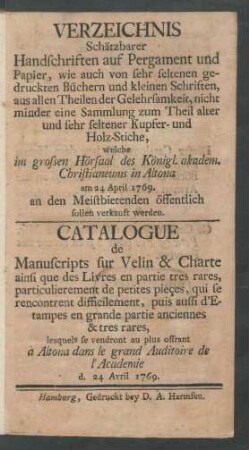 VERZEICHNIS
Schätzbarer
Handschriften auf Pergament und
Papier, wie auch von sehr seltenen ge-
druckten Büchern und kleinen Schriften,
aus allen Theilen der Gelehrsamkeit, nicht
minder eine Sammlung zum Theil alter
und sehr seltener Kupfer- und
Holz-Stiche,
welche
im großen Hörsaal des Königl. akadem.
Christianeums in Altona
am 24 April 1769.
an den Meistbietenden öffentlich
sollen verkauft werden.
CATALOGUE
de
Manuscripts sur Velin & Charte
ainsi que des Livres en partie tres rares,
particulierement de petites pieçes, qui se
rencontrent difficilement, puis aussi d'E-
tampes en grande partie anciennes
& tres rares,
lesquels se vendront au plus offrant
à Altona dans le grand Auditoire de
l'Academie
d. 24 Avril 1769.
Hamburg, Gedruckt bey D. A. Harmsen.